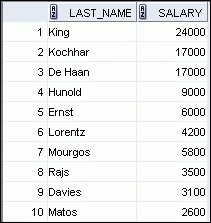 LAST_NAME SALARY
1 King 24000
2 Kochhar 17000
3 De Haan 17000
4 Hunold 9000
5 Ernst 6000
6 Lorentz 4200
7 Mourgos 5800
8 Rajs 3500
9 Davies 3100
10 Matos 2600